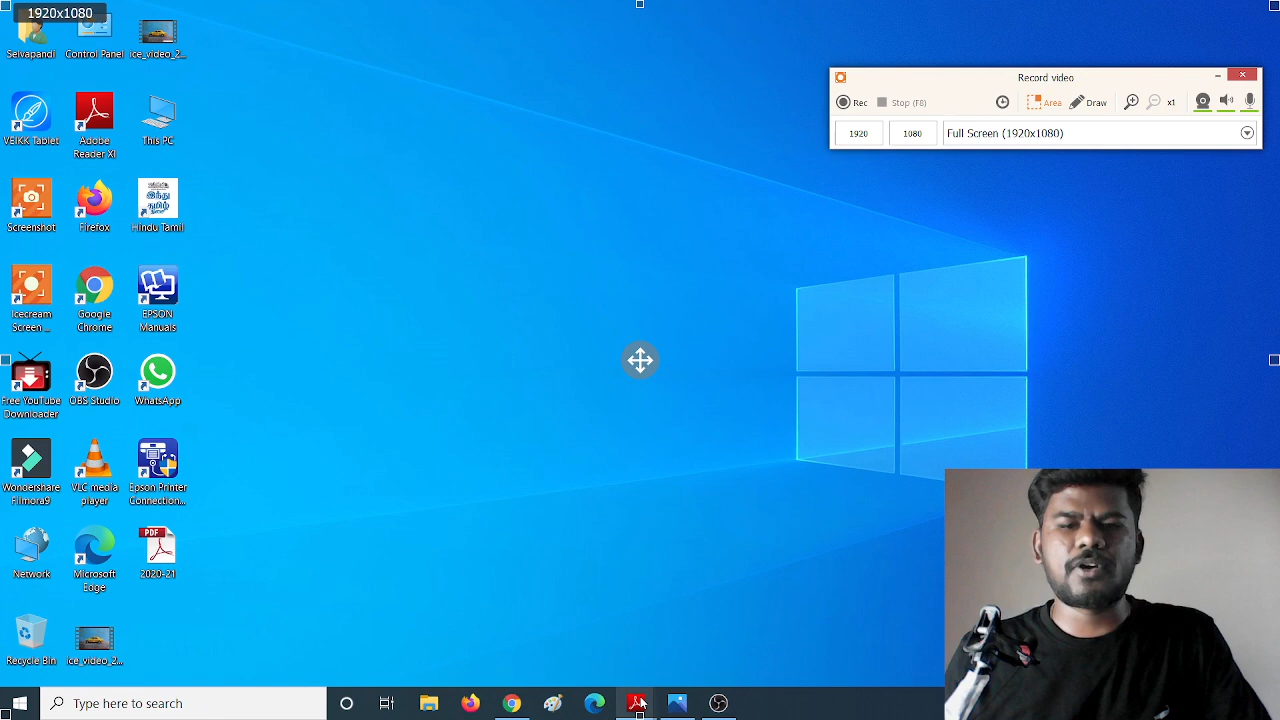 1920x1080
Selvapandi
Control Panel
ice_video_2...
Record video
Rec
Stop (F8)
Area
Draw
x1
1920
1080
Full Screen (1920x1080)
VEIKK Tablet
Adobe
Reader XI
This PC
Screenshot
Firefox
இந்து
தமிழ்
Hindu Tamil
Icecream
Screen ...
Google
Chrome
EPSON
Manuals
Free YouTube
Downloader
OBS Studio
WhatsApp
Wondershare
Filmora9
VLC media
player
Epson Printer
Connection...
Network
Microsoft
Edge
PDF
2020-21
Recycle Bin
ice_video_2...
Type here to search